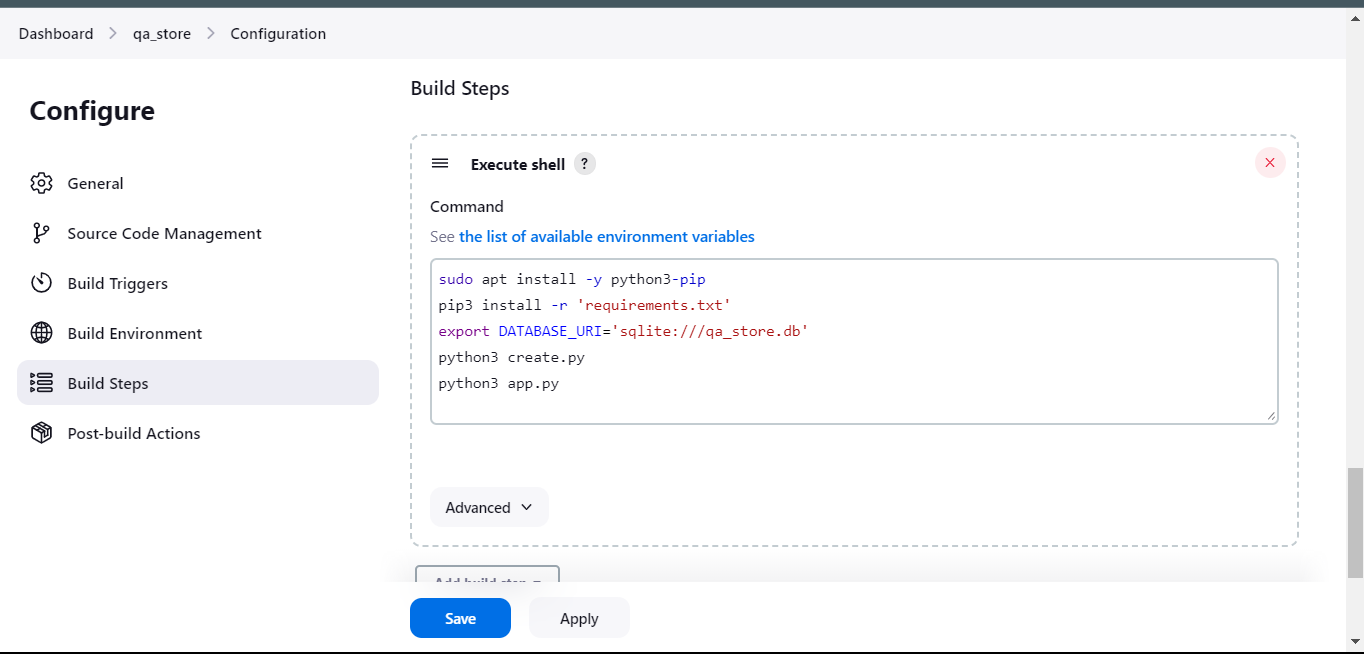 Dashboard > qa_store > Configuration
Configure
General
Source Code Management
Build Triggers
Build Environment
Build Steps
Post-build Actions
Build Steps
Execute shell ?
Command
See the list of available environment variables
sudo apt install -y python3-pip
pip3 install -r 'requirements.txt'
export DATABASE_URI='sqlite:///qa_store.db'
python3 create.py
python3 app.py
Advanced
Add build step
Save
Apply